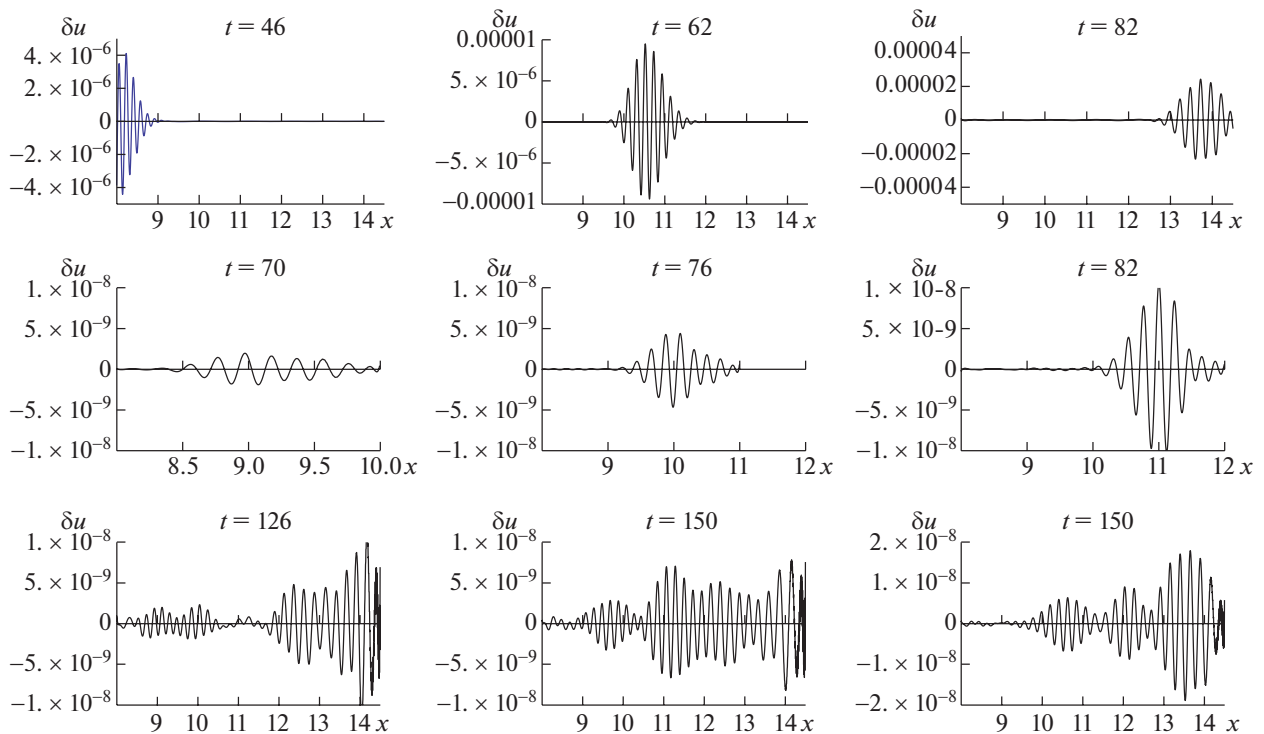 δu t = 46
4. × 10⁻⁶
2. × 10⁻⁶
0
−2. × 10⁻⁶
−4. × 10⁻⁶
9 10 11 12 13 14 x
δu t = 62
0.00001
5. × 10⁻⁶
0
−5. × 10⁻⁶
−0.00001
9 10 11 12 13 14 x
δu t = 82
0.00004
0.00002
0
−0.00002
−0.00004
9 10 11 12 13 14 x
δu t = 70
1. × 10⁻⁸
5. × 10⁻⁹
0
−5. × 10⁻⁹
−1. × 10⁻⁸
8.5 9.0 9.5 10.0 x
δu t = 76
1. × 10⁻⁸
5. × 10⁻⁹
0
−5. × 10⁻⁹
−1. × 10⁻⁸
9 10 11 12 x
δu t = 82
1. × 10-8
5. × 10-9
0
−5. × 10⁻⁹
−1. × 10⁻⁸
9 10 11 12 x
δu t = 126
1. × 10⁻⁸
5. × 10⁻⁹
0
−5. × 10⁻⁹
−1. × 10⁻⁸
9 10 11 12 13 14 x
δu t = 150
1. × 10⁻⁸
5. × 10⁻⁹
0
−5. × 10⁻⁹
−1. × 10⁻⁸
9 10 11 12 13 14 x
δu t = 150
2. × 10⁻⁸
1. × 10⁻⁸
0
−1. × 10⁻⁸
−2. × 10⁻⁸
9 10 11 12 13 14 x